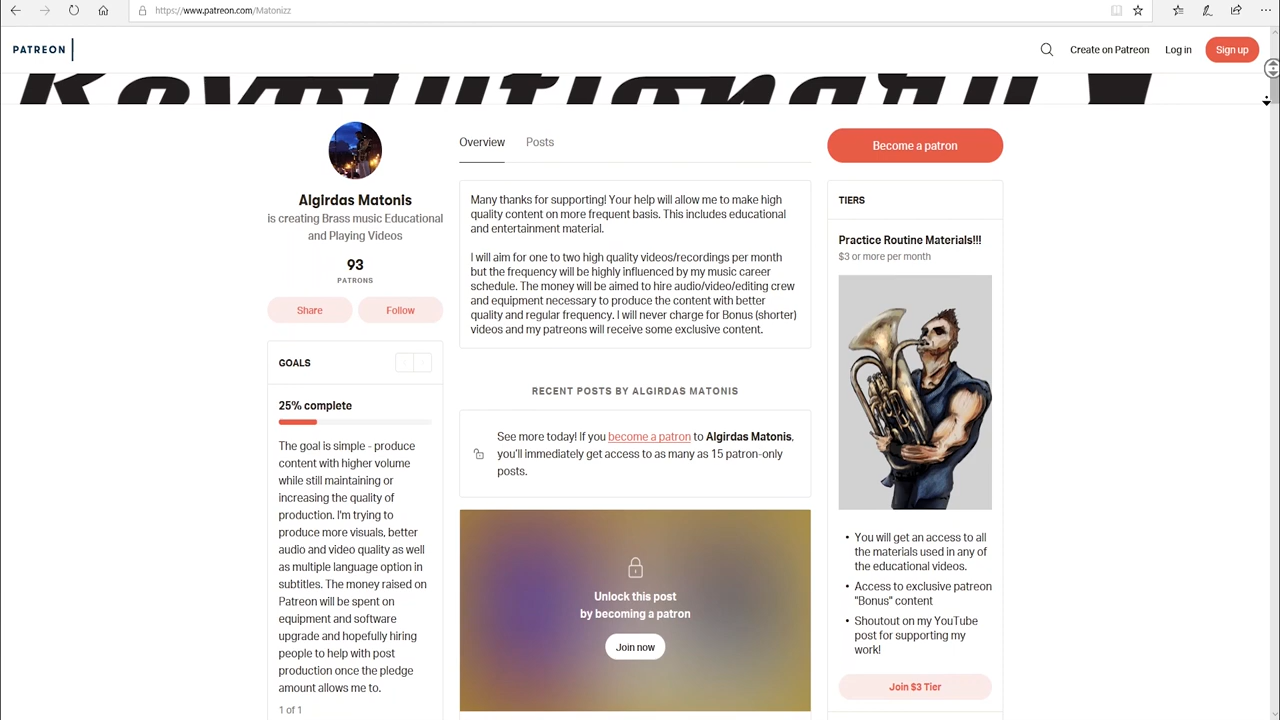 https://www.patreon.com/Matonizz
PATREON
Create on Patreon
Log in
Sign up
Revolutionary
Algirdas Matonis
is creating Brass music Educational
and Playing Videos
93
PATRONS
Share
Follow
GOALS
25% complete
The goal is simple - produce
content with higher volume
while still maintaining or
increasing the quality of
production. I'm trying to
produce more visuals, better
audio and video quality as well
as multiple language option in
subtitles. The money raised on
Patreon will be spent on
equipment and software
upgrade and hopefully hiring
people to help with post
production once the pledge
amount allows me to.
1 of 1
Overview
Posts
Many thanks for supporting! Your help will allow me to make high
quality content on more frequent basis. This includes educational
and entertainment material.
I will aim for one to two high quality videos/recordings per month
but the frequency will be highly influenced by my music career
schedule. The money will be aimed to hire audio/video/editing crew
and equipment necessary to produce the content with better
quality and regular frequency. I will never charge for Bonus (shorter)
videos and my patreons will receive some exclusive content.
RECENT POSTS BY ALGIRDAS MATONIS
See more today! If you become a patron to Algirdas Matonis,
you'll immediately get access to as many as 15 patron-only
posts.
Unlock this post
by becoming a patron
Join now
Become a patron
TIERS
Practice Routine Materials!!!
$3 or more per month
• You will get an access to all
the materials used in any of
the educational videos.
• Access to exclusive patreon
"Bonus" content
• Shoutout on my YouTube
post for supporting my
work!
Join $3 Tier